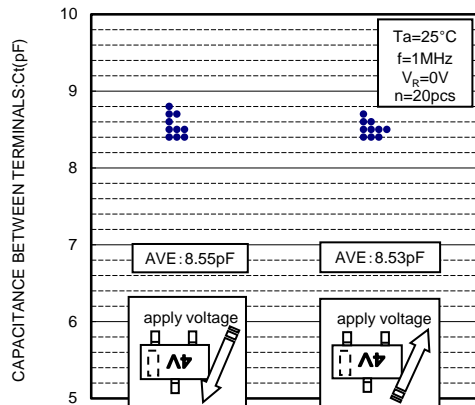 CAPACITANCE BETWEEN TERMINALS:Ct(pF)
10
9
8
7
6
5
Ta=25°C
f=1MHz
VR=0V
n=20pcs
AVE:8.55pF
AVE:8.53pF
apply voltage
4V
apply voltage
4V